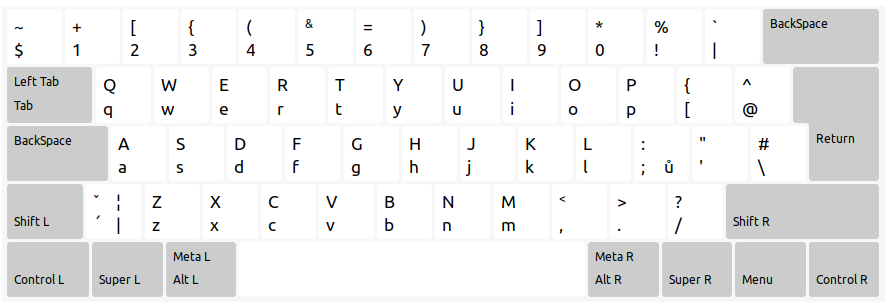 ~ + [ { ( & = ) } ] * % ` BackSpace
$ 1 2 3 4 5 6 7 8 9 0 ! |
Left Tab Q W E R T Y U I O P { ^
Tab q w e r t y u i o p [ @
BackSpace A S D F G H J K L : " # Return
a s d f g h j k l ; ů ' \
ˇ ¦ Z X C V B N M < > ?
Shift L ´ | z x c v b n m , . / Shift R
Meta L Meta R
Control L Super L Alt L Alt R Super R Menu Control R